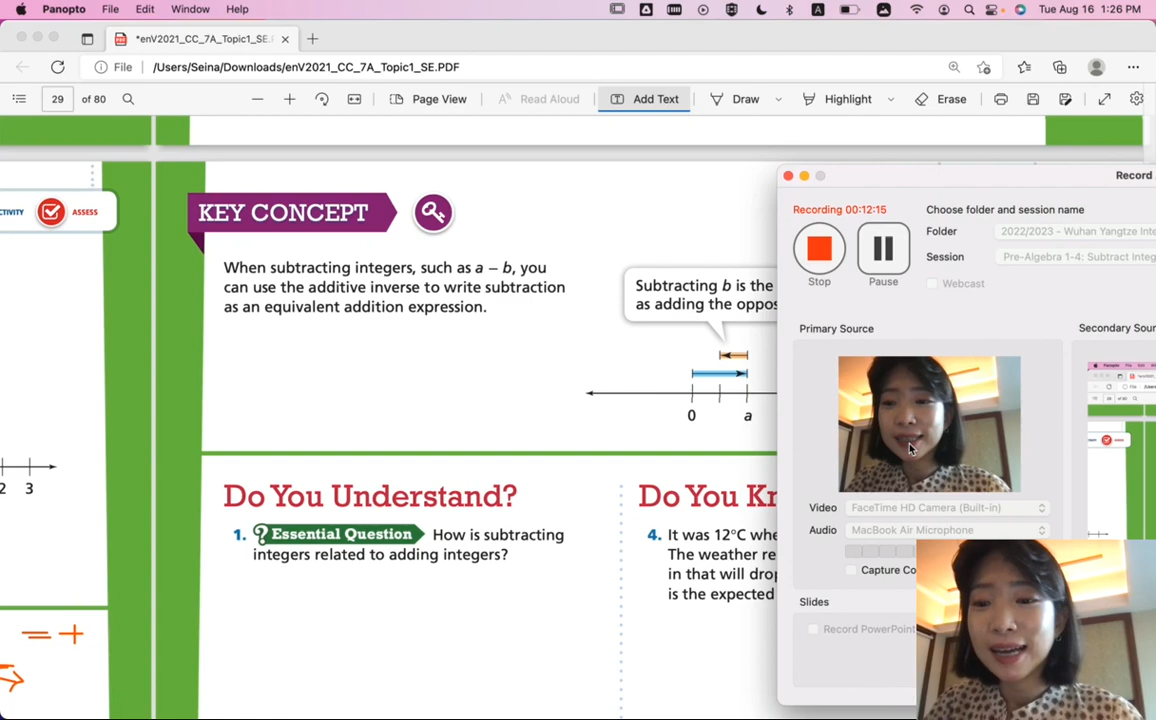 Panopto File Edit Window Help
A
Tue Aug 16 1:26 PM
*enV2021_CC_7A_Topic1_SE.F
File /Users/Seina/Downloads/enV2021_CC_7A_Topic1_SE.PDF
29 of 80
Page View
Read Aloud
Add Text
Draw
Highlight
Erase
CTIVITY
ASSESS
KEY CONCEPT
When subtracting integers, such as a − b, you
can use the additive inverse to write subtraction
as an equivalent addition expression.
Subtracting b is the
as adding the oppos
0 a
2 3
= +
Do You Understand?
1. ? Essential Question How is subtracting
integers related to adding integers?
Do You Kn
4. It was 12°C whe
The weather re
in that will drop
is the expected
Record
Recording 00:12:15
Stop
Pause
Choose folder and session name
Folder 2022/2023 - Wuhan Yangtze Inte
Session Pre-Algebra 1-4: Subtract Integ
Webcast
Primary Source
Secondary Sour
Video FaceTime HD Camera (Built-in)
Audio MacBook Air Microphone
Capture Co
Slides
Record PowerPoint